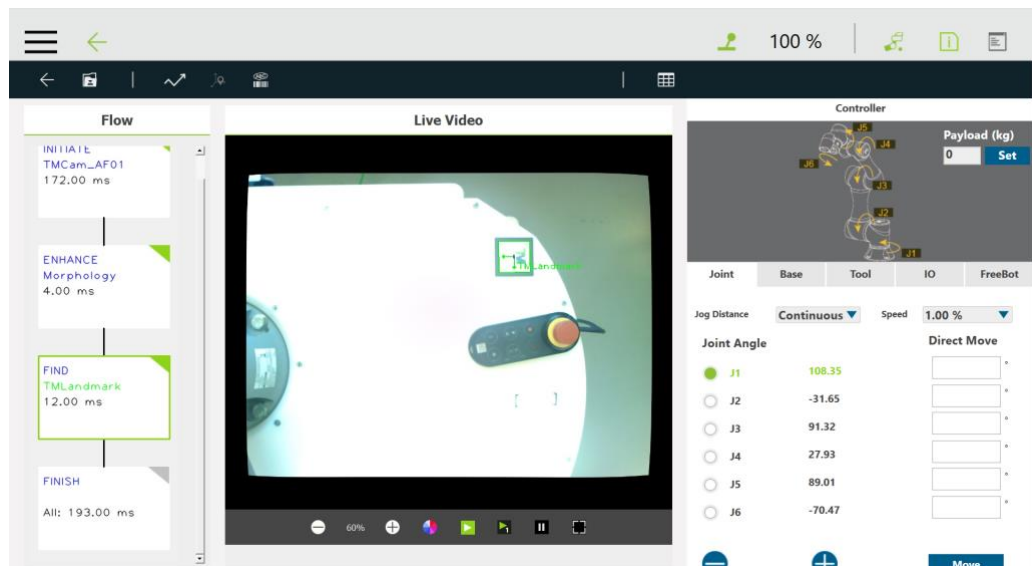 100 %
Flow
INITIATE
TMCam_AF01
172.00 ms
ENHANCE
Morphology
4.00 ms
FIND
TMLandmark
12.00 ms
FINISH
All: 193.00 ms
Live Video
TMLandmark
60%
Controller
J5
J4
J6
J3
J2
J1
Payload (kg)
0
Set
Joint
Base
Tool
IO
FreeBot
Jog Distance
Continuous
Speed
1.00 %
Joint Angle
Direct Move
J1 108.35 °
J2 -31.65 °
J3 91.32 °
J4 27.93 °
J5 89.01 °
J6 -70.47 °
Move